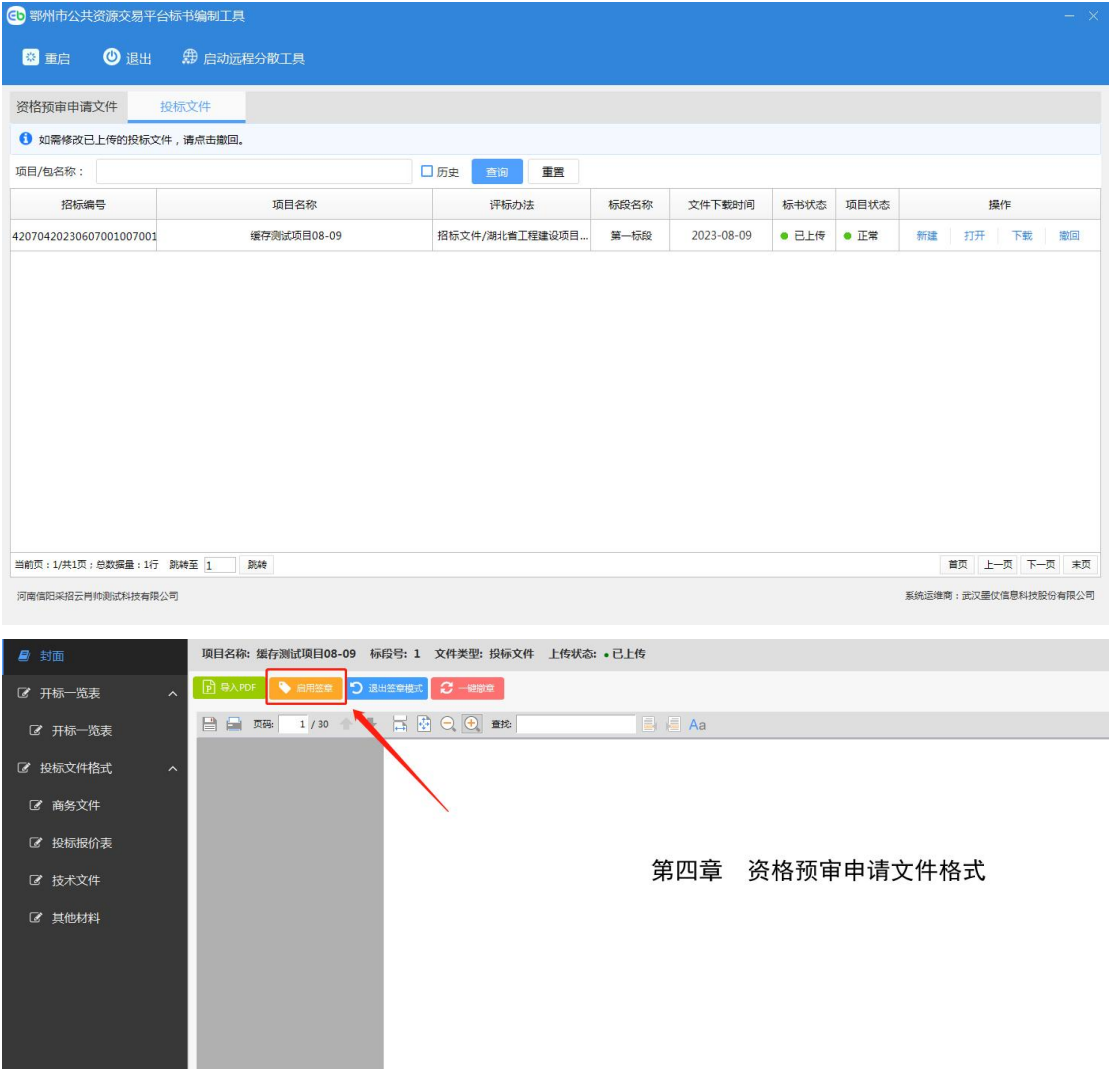 鄂州市公共资源交易平台标书编制工具
重启 退出 启动远程分散工具
资格预审申请文件 投标文件
如需修改已上传的投标文件，请点击撤回。
项目/包名称： 历史 查询 重置
招标编号 项目名称 评标办法 标段名称 文件下载时间 标书状态 项目状态 操作
42070420230607001007001 缓存测试项目08-09 招标文件/湖北省工程建设项目... 第一标段 2023-08-09 已上传 正常 新建 打开 下载 撤回
当前页：1/共1页；总数据量：1行 跳转至 1 跳转 首页 上一页 下一页 末页
河南信阳采招云肖帅测试科技有限公司 系统运维商：武汉墨仗信息科技股份有限公司
封面 项目名称: 缓存测试项目08-09 标段号: 1 文件类型: 投标文件 上传状态: 已上传
开标一览表 导入PDF 启用签章 退出签章模式 一键撤章
开标一览表 页码: 1 / 30 查找: Aa
投标文件格式
商务文件
投标报价表
第四章 资格预审申请文件格式
技术文件
其他材料